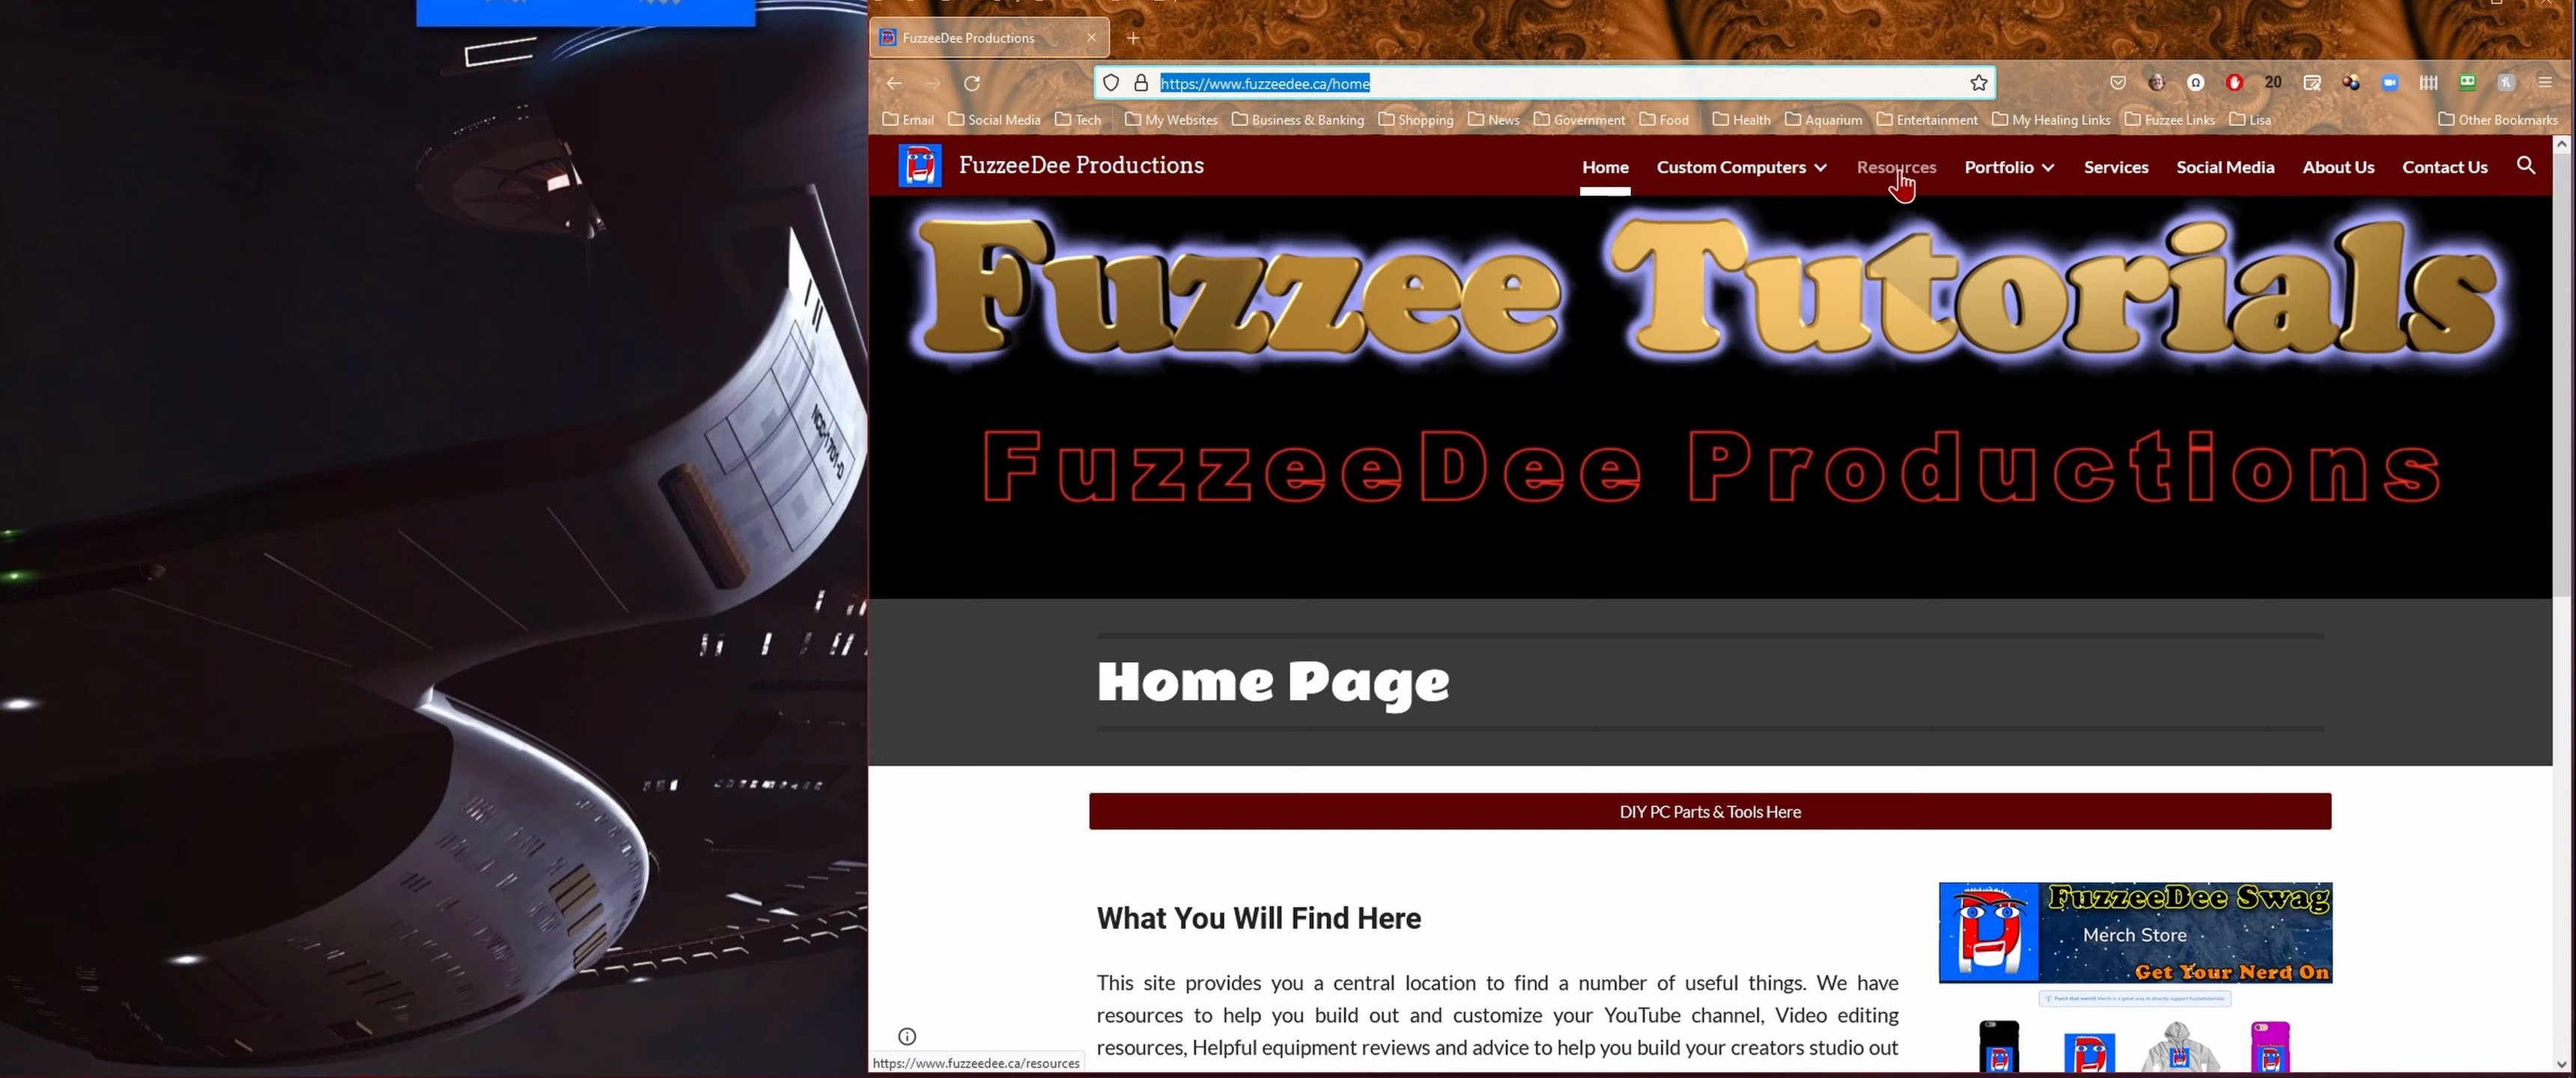 NCC-1701-D
FuzzeeDee Productions
https://www.fuzzeedee.ca/home
20
Email Social Media Tech My Websites Business & Banking Shopping News Government Food Health Aquarium Entertainment My Healing Links Fuzzee Links Lisa Other Bookmarks
FuzzeeDee Productions Home Custom Computers Resources Portfolio Services Social Media About Us Contact Us
Fuzzee Tutorials
FuzzeeDee Productions
Home Page
DIY PC Parts & Tools Here
What You Will Find Here
This site provides you a central location to find a number of useful things. We have
resources to help you build out and customize your YouTube channel, Video editing
resources, Helpful equipment reviews and advice to help you build your creators studio out
FuzzeeDee Swag
Merch Store
Get Your Nerd On
https://www.fuzzeedee.ca/resources